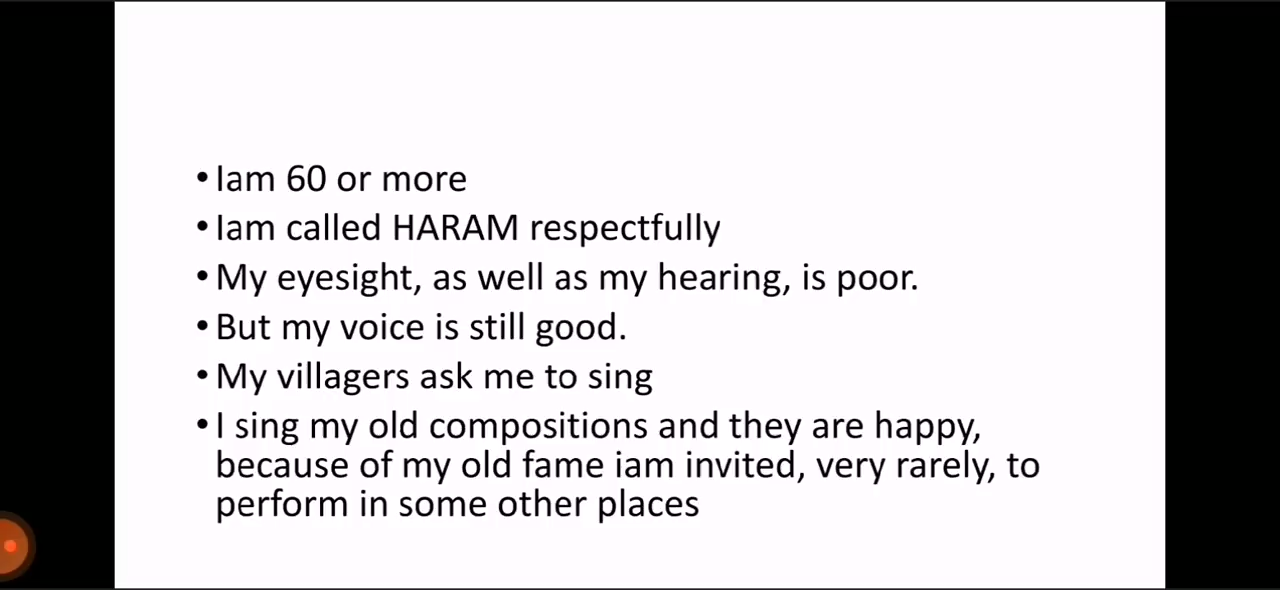 • Iam 60 or more
• Iam called HARAM respectfully
• My eyesight, as well as my hearing, is poor.
• But my voice is still good.
• My villagers ask me to sing
• I sing my old compositions and they are happy,
because of my old fame iam invited, very rarely, to
perform in some other places